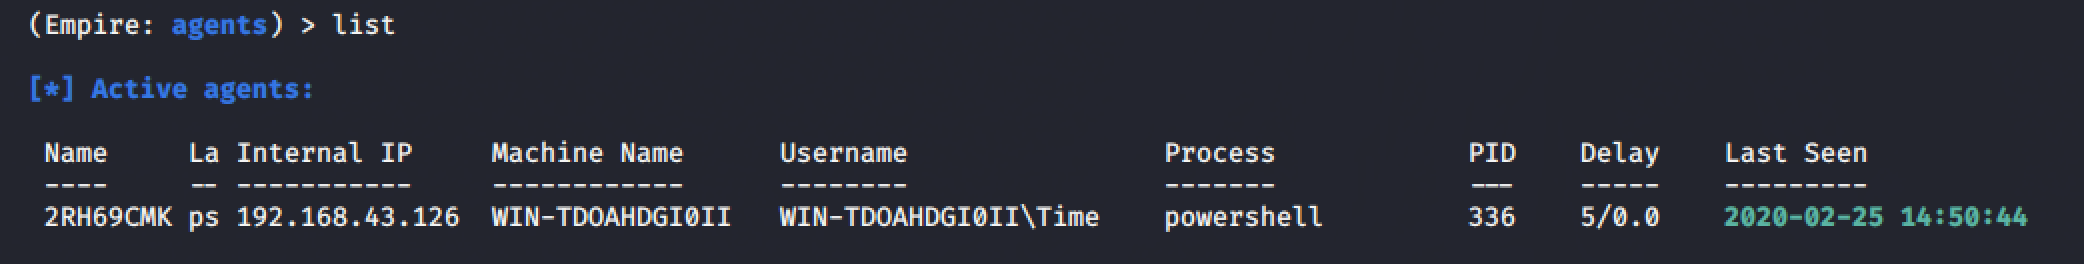 (Empire: agents) > list
[*] Active agents:
Name La Internal IP Machine Name Username Process PID Delay Last Seen
---- -- ----------- ------------ -------- ------- --- ----- ---------
2RH69CMK ps 192.168.43.126 WIN-TDOAHDGI0II WIN-TDOAHDGI0II\Time powershell 336 5/0.0 2020-02-25 14:50:44